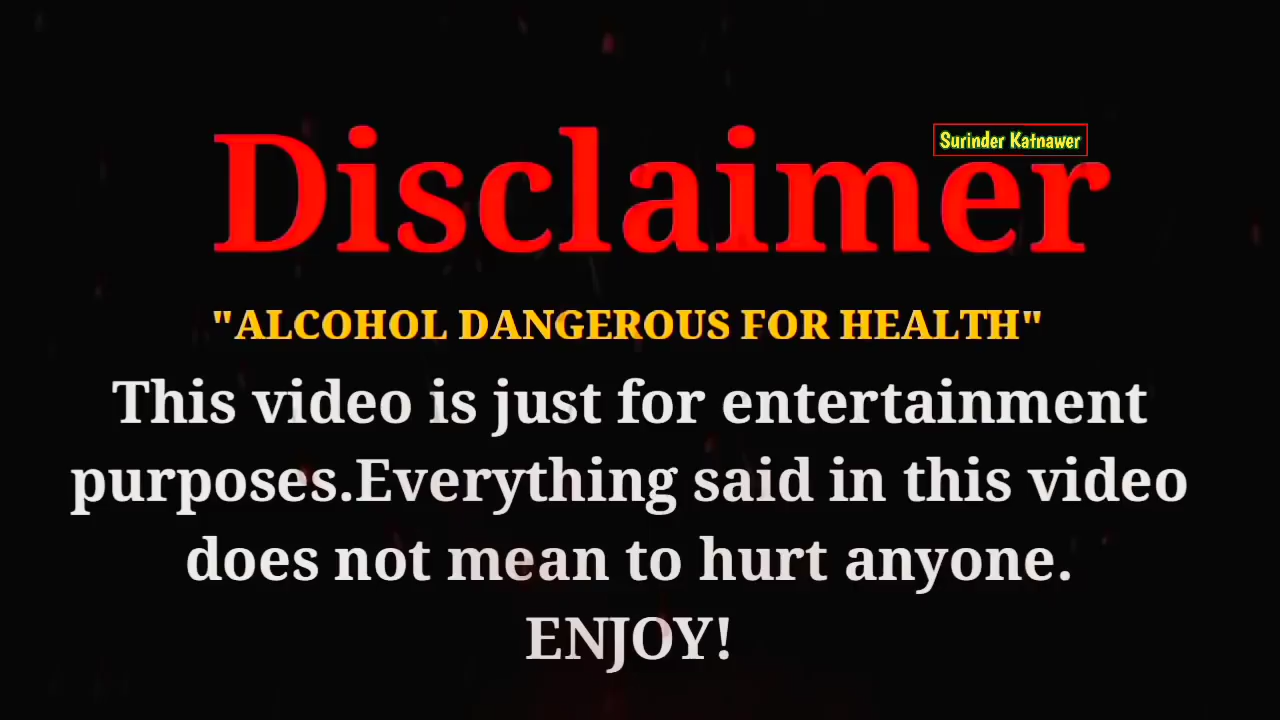 Surinder Katnawer
Disclaimer
"ALCOHOL DANGEROUS FOR HEALTH"
This video is just for entertainment
purposes.Everything said in this video
does not mean to hurt anyone.
ENJOY!